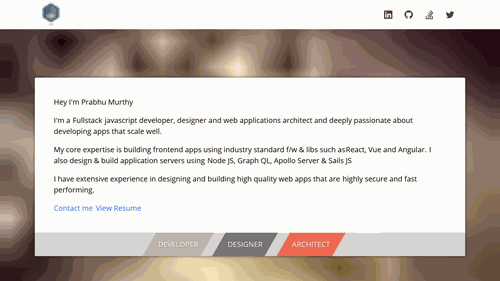 Hey I'm Prabhu Murthy
I'm a Fullstack javascript developer, designer and web applications architect and deeply passionate about
developing apps that scale well.
My core expertise is building frontend apps using industry standard f/w & libs such asReact, Vue and Angular. I
also design & build application servers using Node JS, Graph QL, Apollo Server & Sails JS
I have extensive experience in designing and building high quality web apps that are highly secure and fast
performing.
Contact me View Resume
DEVELOPER DESIGNER ARCHITECT